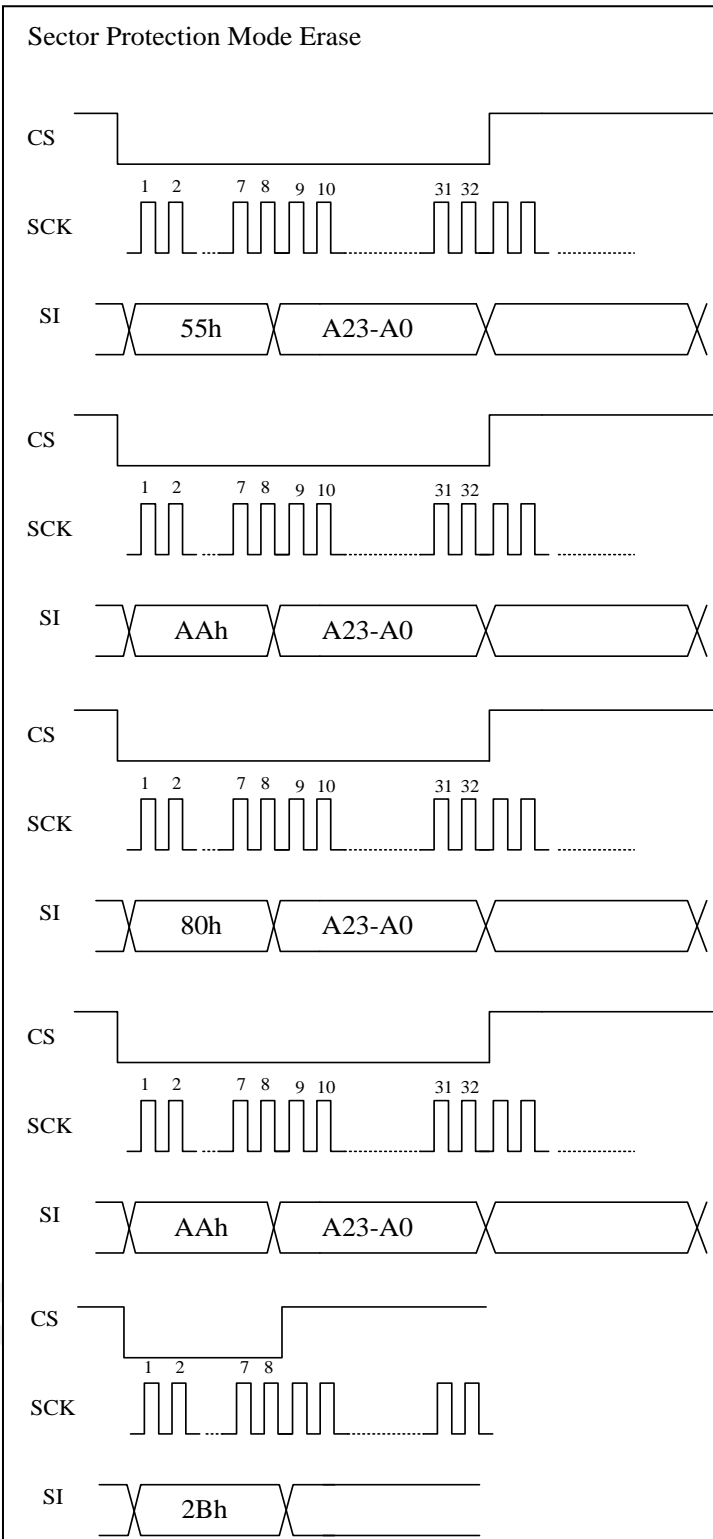 Sector Protection Mode Erase
CS
1 2 7 8 9 10 31 32
SCK
SI 55h A23-A0
CS
1 2 7 8 9 10 31 32
SCK
SI AAh A23-A0
CS
1 2 7 8 9 10 31 32
SCK
SI 80h A23-A0
CS
1 2 7 8 9 10 31 32
SCK
SI AAh A23-A0
CS
1 2 7 8
SCK
SI 2Bh